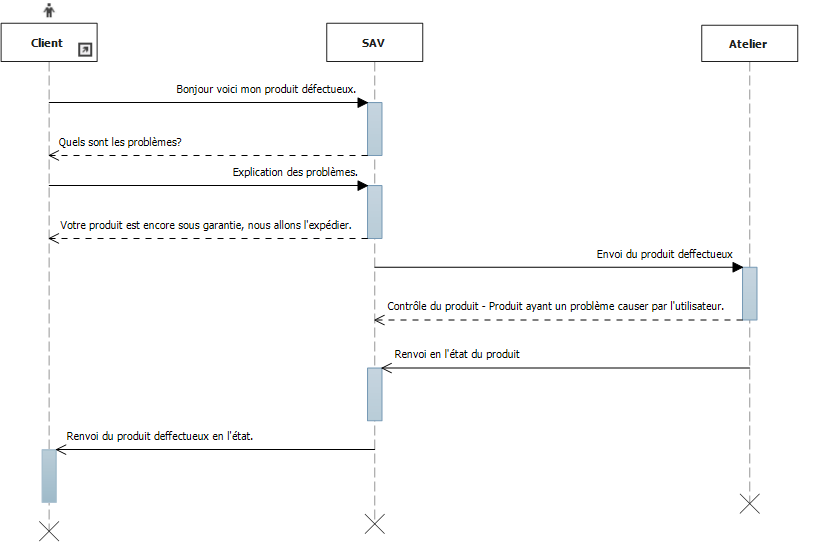 Client
SAV
Atelier
Bonjour voici mon produit défectueux.
Quels sont les problèmes?
Explication des problèmes.
Votre produit est encore sous garantie, nous allons l'expédier.
Envoi du produit deffectueux
Contrôle du produit - Produit ayant un problème causer par l'utilisateur.
Renvoi en l'état du produit
Renvoi du produit deffectueux en l'état.